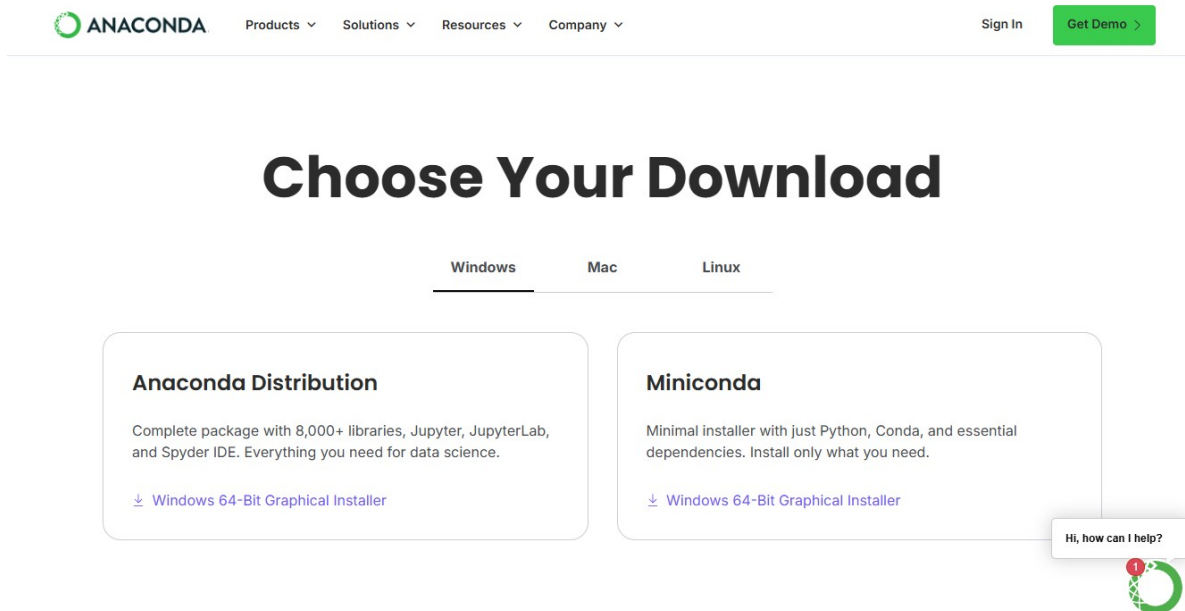 ANACONDA
Products
Solutions
Resources
Company
Sign In
Get Demo
Choose Your Download
Windows
Mac
Linux
Anaconda Distribution
Complete package with 8,000+ libraries, Jupyter, JupyterLab,
and Spyder IDE. Everything you need for data science.
Windows 64-Bit Graphical Installer
Miniconda
Minimal installer with just Python, Conda, and essential
dependencies. Install only what you need.
Windows 64-Bit Graphical Installer
Hi, how can I help?
1